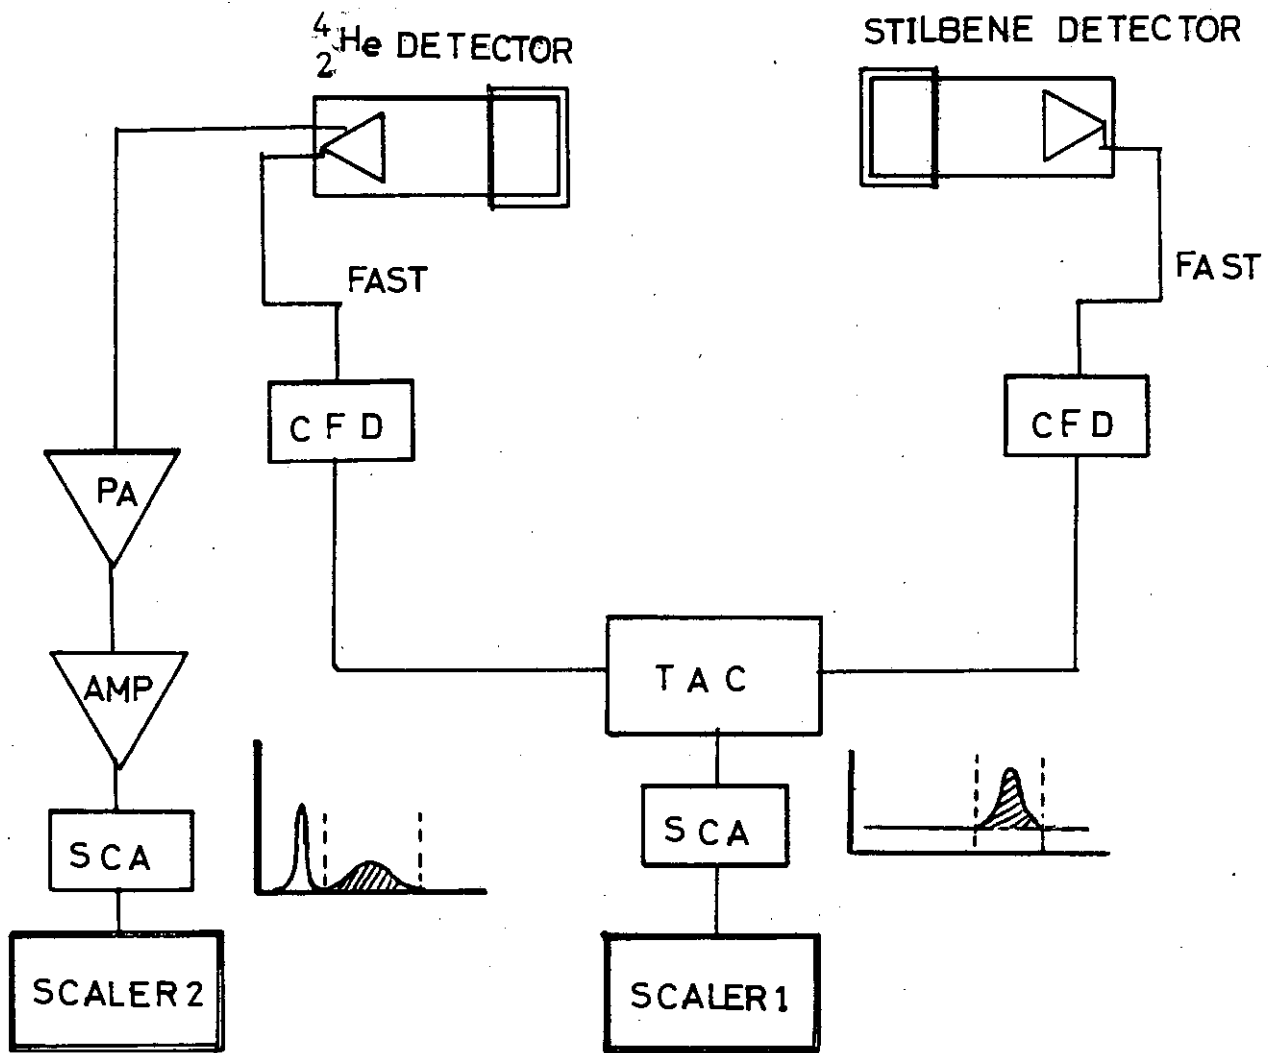 4
2He DETECTOR
STILBENE DETECTOR
FAST
FAST
CFD
CFD
PA
TAC
AMP
SCA
SCA
SCALER 2
SCALER 1